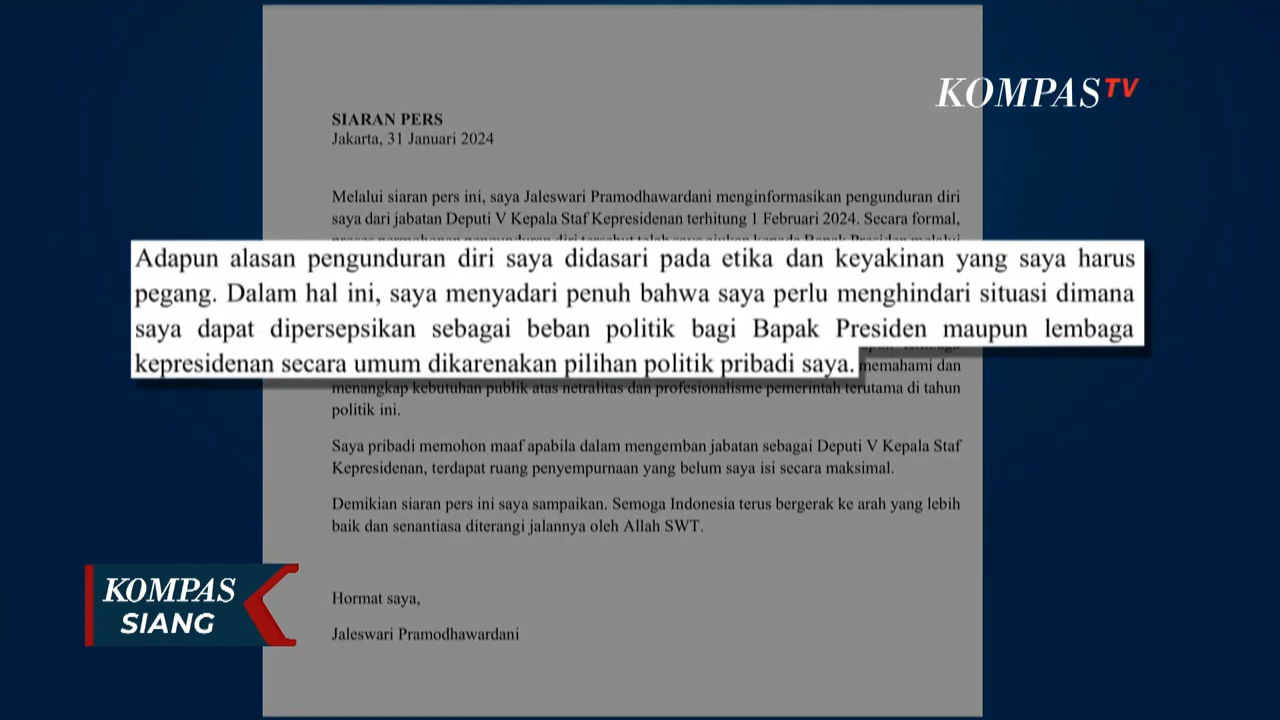 KOMPAS TV
SIARAN PERS
Jakarta, 31 Januari 2024
Melalui siaran pers ini, saya Jaleswari Pramodhawardani menginformasikan pengunduran diri
saya dari jabatan Deputi V Kepala Staf Kepresidenan terhitung 1 Februari 2024. Secara formal,
Adapun alasan pengunduran diri saya didasari pada etika dan keyakinan yang saya harus
pegang. Dalam hal ini, saya menyadari penuh bahwa saya perlu menghindari situasi dimana
saya dapat dipersepsikan sebagai beban politik bagi Bapak Presiden maupun lembaga
kepresidenan secara umum dikarenakan pilihan politik pribadi saya.
memahami dan
menangkap kebutuhan publik atas netralitas dan profesionalisme pemerintah terutama di tahun
politik ini.
Saya pribadi memohon maaf apabila dalam mengemban jabatan sebagai Deputi V Kepala Staf
Kepresidenan, terdapat ruang penyempurnaan yang belum saya isi secara maksimal.
Demikian siaran pers ini saya sampaikan. Semoga Indonesia terus bergerak ke arah yang lebih
baik dan senantiasa diterangi jalannya oleh Allah SWT.
Hormat saya,
Jaleswari Pramodhawardani
KOMPAS
SIANG